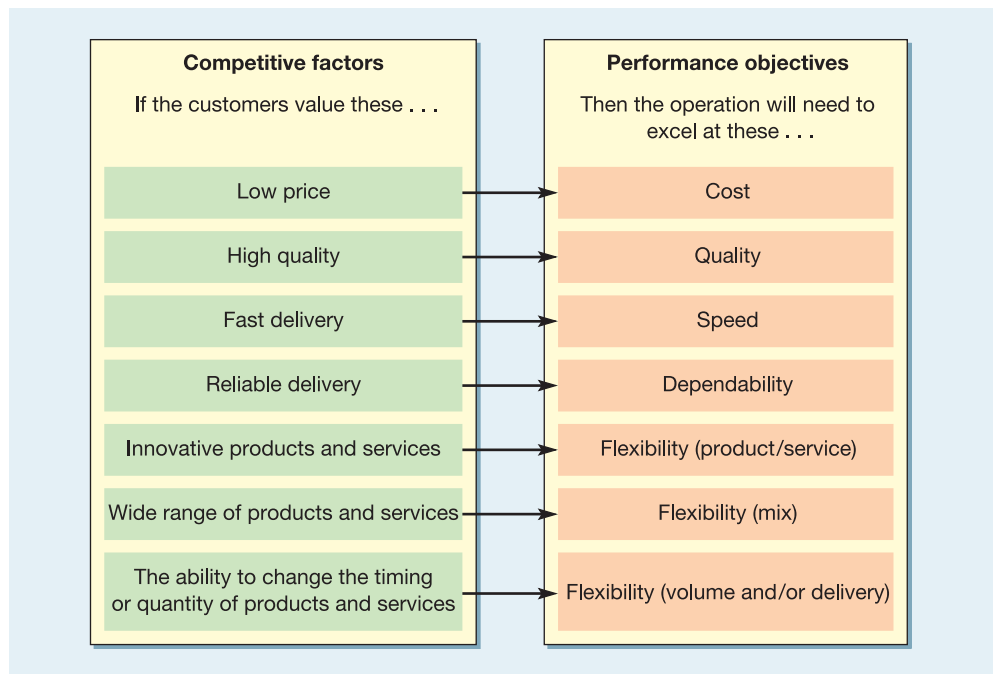 Competitive factors
If the customers value these . . .
Low price
High quality
Fast delivery
Reliable delivery
Innovative products and services
Wide range of products and services
The ability to change the timing
or quantity of products and services
Performance objectives
Then the operation will need to
excel at these . . .
Cost
Quality
Speed
Dependability
Flexibility (product/service)
Flexibility (mix)
Flexibility (volume and/or delivery)